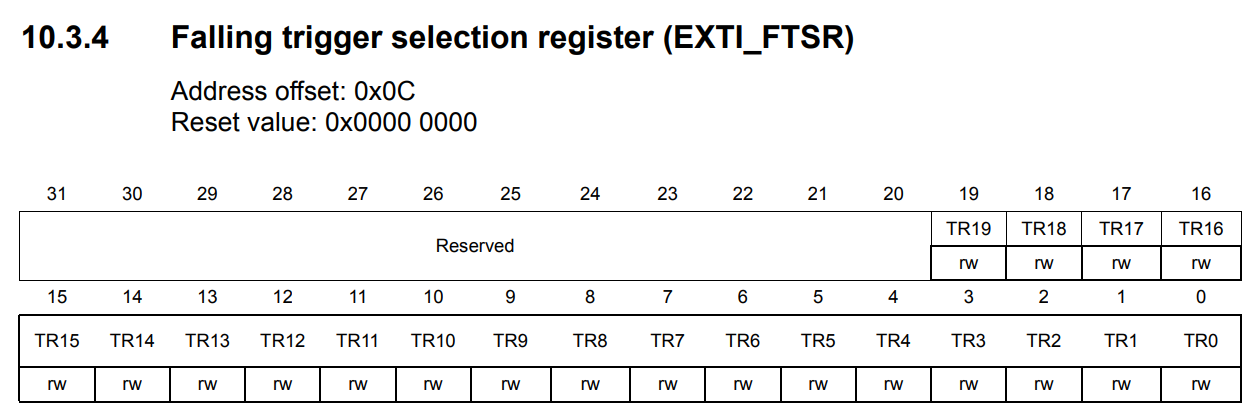 10.3.4 Falling trigger selection register (EXTI_FTSR)
Address offset: 0x0C
Reset value: 0x0000 0000
31 30 29 28 27 26 25 24 23 22 21 20 19 18 17 16
Reserved TR19 TR18 TR17 TR16
rw rw rw rw
15 14 13 12 11 10 9 8 7 6 5 4 3 2 1 0
TR15 TR14 TR13 TR12 TR11 TR10 TR9 TR8 TR7 TR6 TR5 TR4 TR3 TR2 TR1 TR0
rw rw rw rw rw rw rw rw rw rw rw rw rw rw rw rw